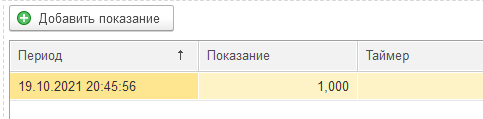 Добавить показание
Период ↑ Показание Таймер
19.10.2021 20:45:56 1,000